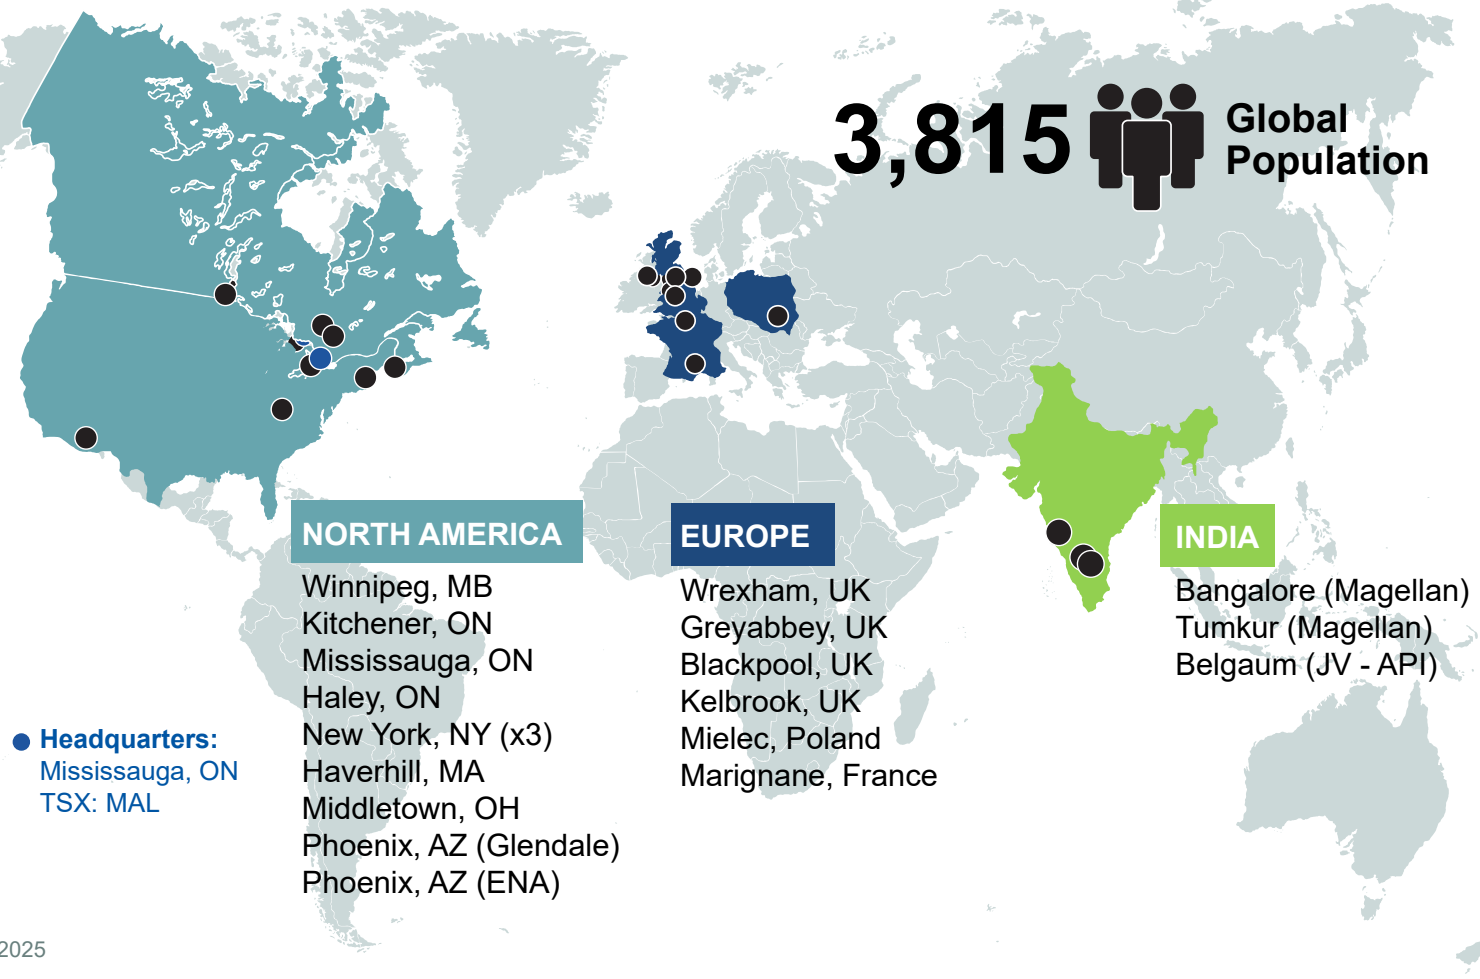 3,815
Global
Population
NORTH AMERICA
Winnipeg, MB
Kitchener, ON
Mississauga, ON
Haley, ON
New York, NY (x3)
Haverhill, MA
Middletown, OH
Phoenix, AZ (Glendale)
Phoenix, AZ (ENA)
EUROPE
Wrexham, UK
Greyabbey, UK
Blackpool, UK
Kelbrook, UK
Mielec, Poland
Marignane, France
INDIA
Bangalore (Magellan)
Tumkur (Magellan)
Belgaum (JV - API)
Headquarters:
Mississauga, ON
TSX: MAL
2025